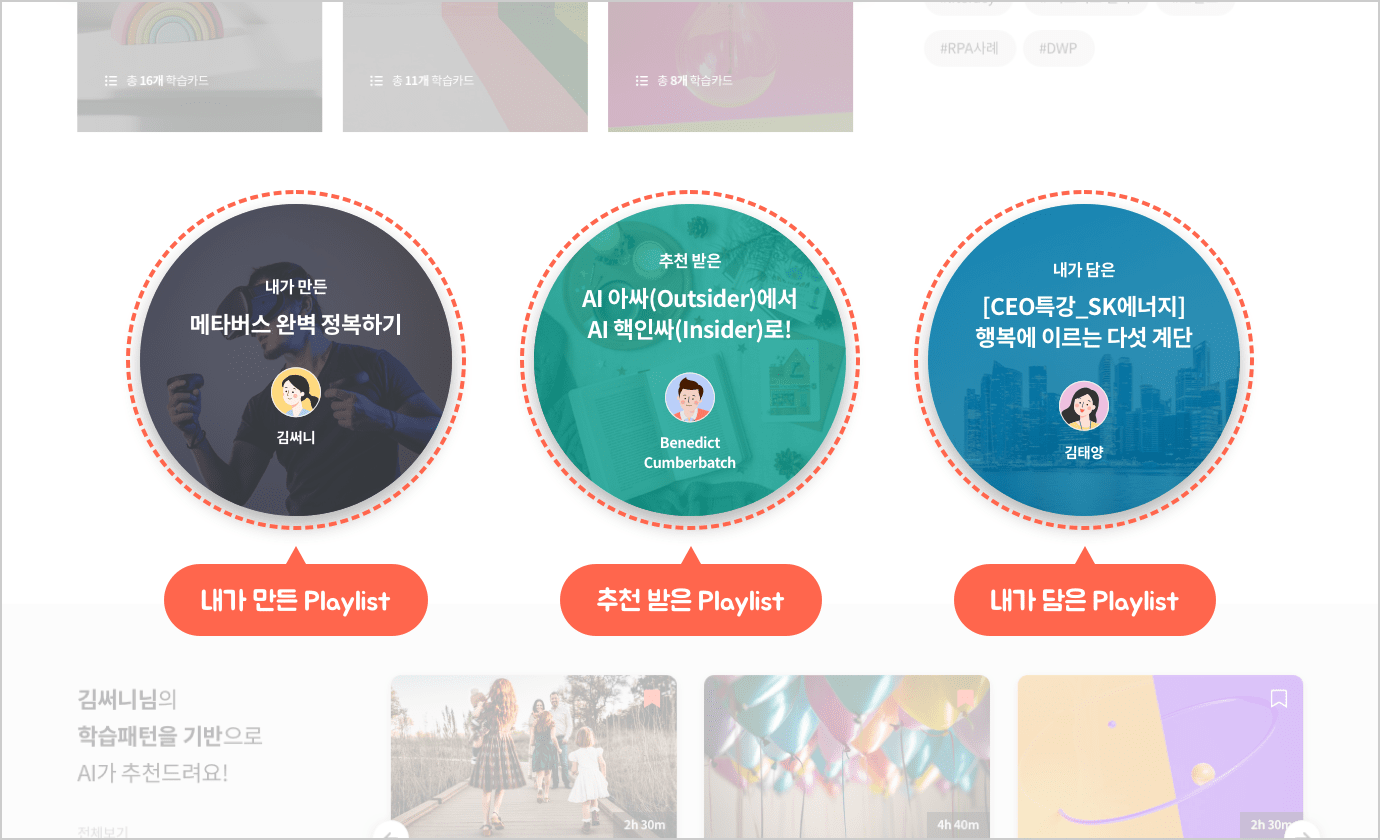 #RPA사례
#DWP
총 16개 학습카드
총 11개 학습카드
총 8개 학습카드
내가 만든
메타버스 완벽 정복하기
김써니
추천 받은
AI 아싸(Outsider)에서
AI 핵인싸(Insider)로!
Benedict
Cumberbatch
내가 담은
[CEO특강_SK에너지]
행복에 이르는 다섯 계단
김태양
내가 만든 Playlist
추천 받은 Playlist
내가 담은 Playlist
김써니님의
학습패턴을 기반으로
AI가 추천드려요!
전체보기
2h 30m
4h 40m
2h 30m